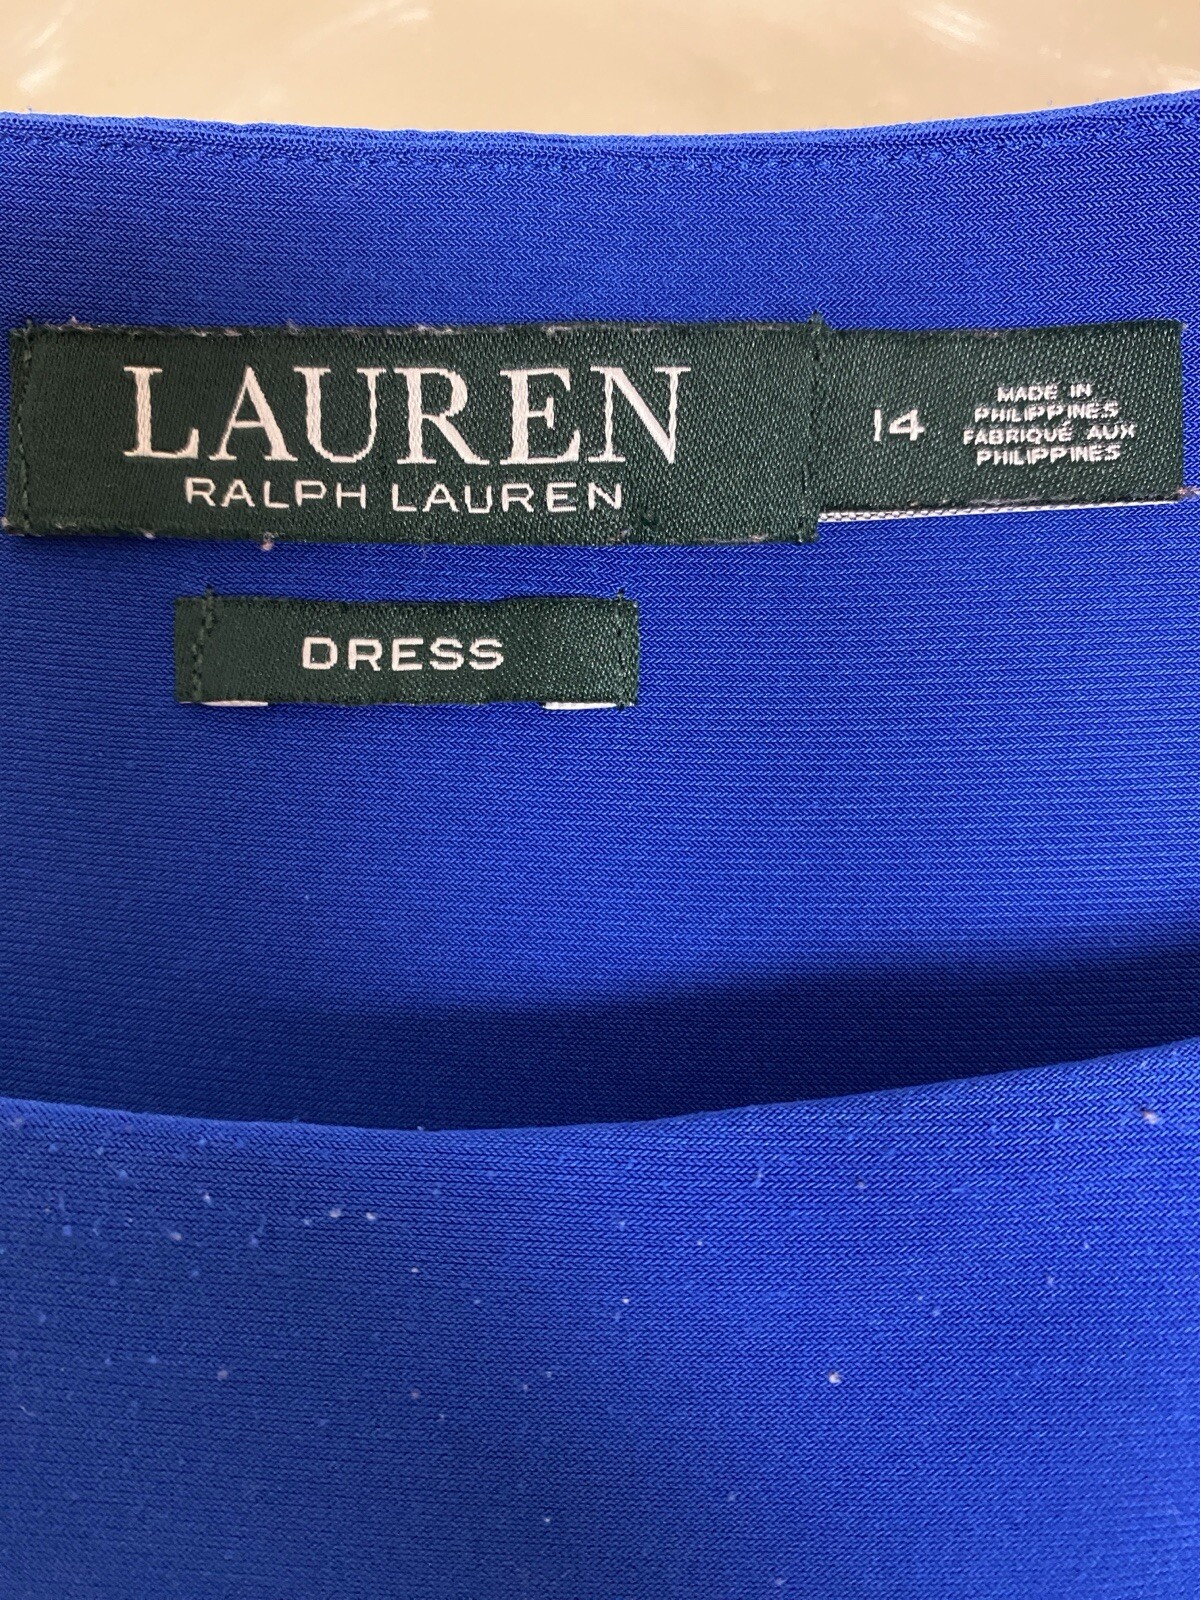 LAUREN
RALPH LAUREN
14
MADE IN
PHILIPPINES
FABRIQUÉ AUX
PHILIPPINES
DRESS